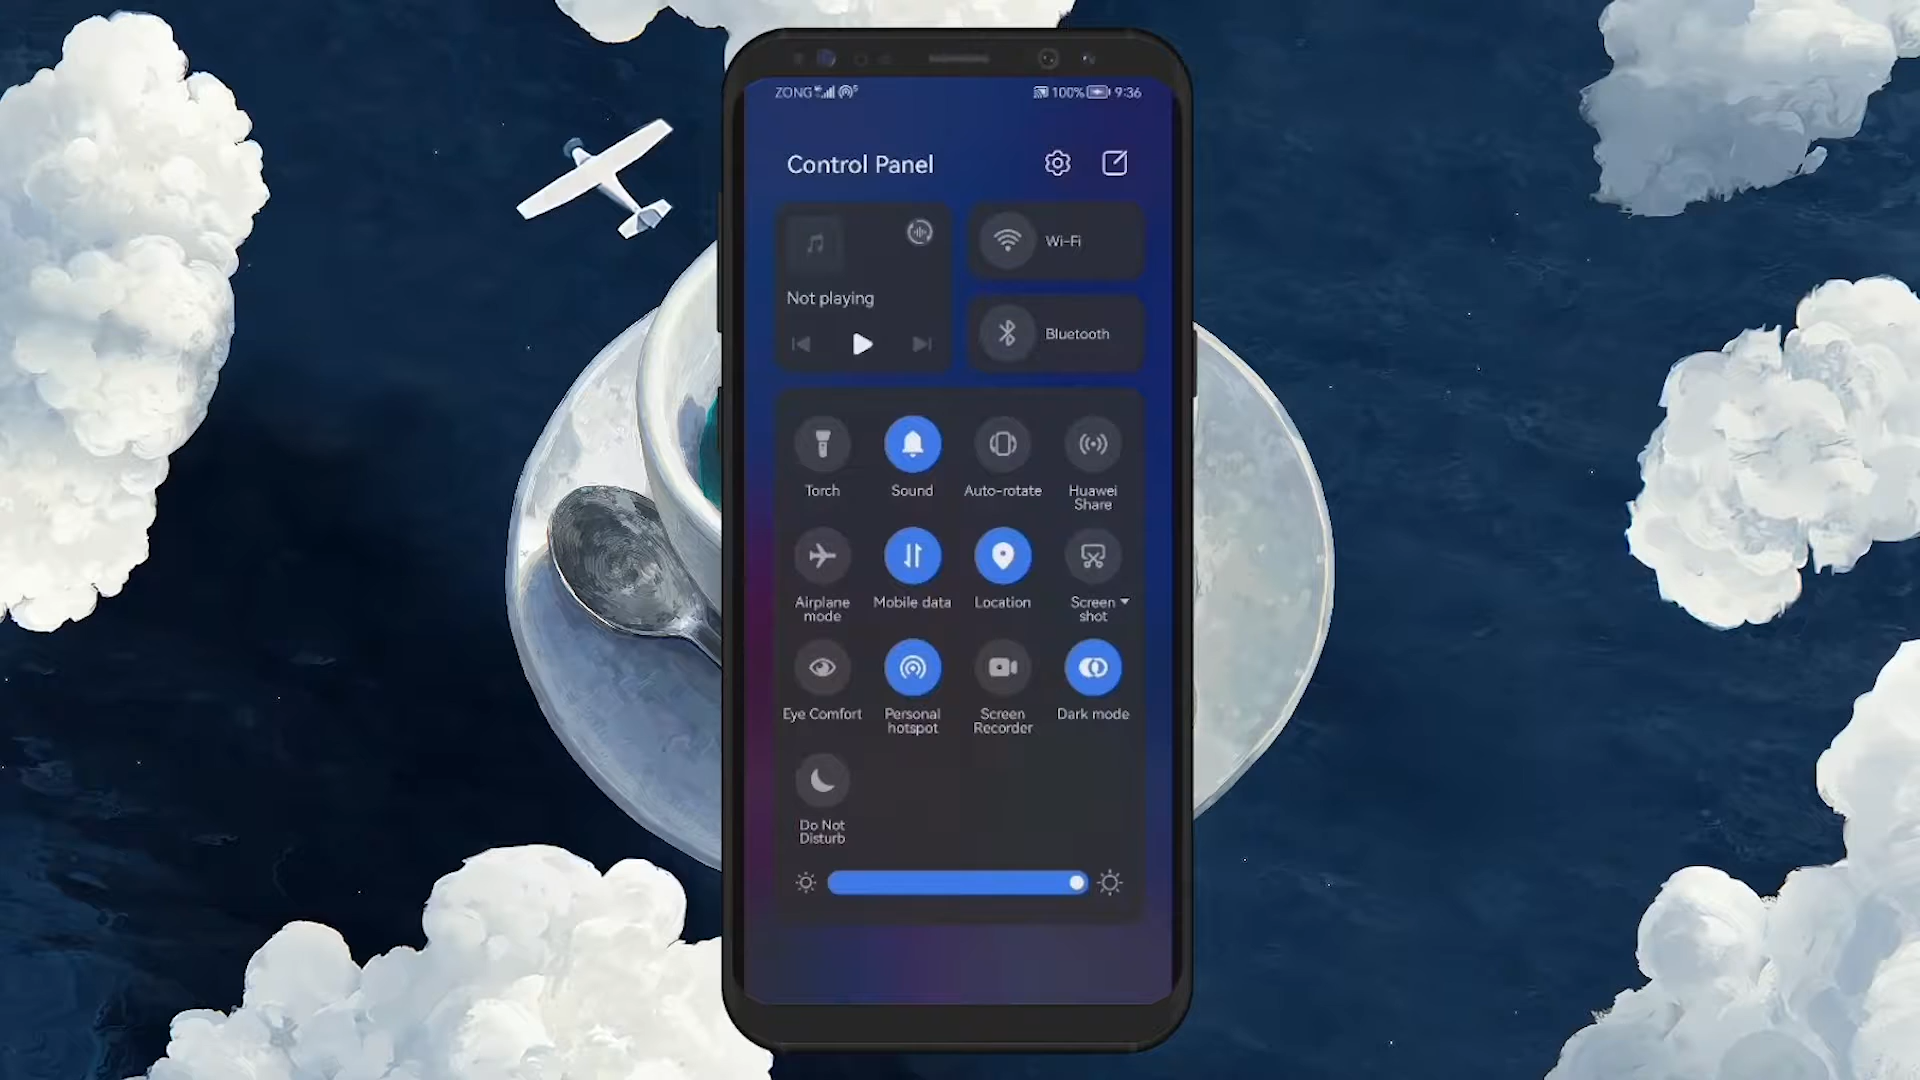 ZONG 100% 9:36
Control Panel
Not playing
Wi-Fi
Bluetooth
Torch
Sound
Auto-rotate
Huawei
Share
Airplane
mode
Mobile data
Location
Screen
shot
Eye Comfort
Personal
hotspot
Screen
Recorder
Dark mode
Do Not
Disturb